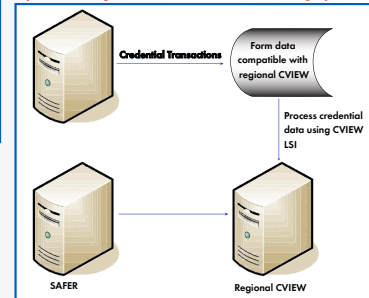 Credential Transactions
Form data
compatible with
regional CVIEW
Process credential
data using CVIEW
LSI
SAFER
Regional CVIEW